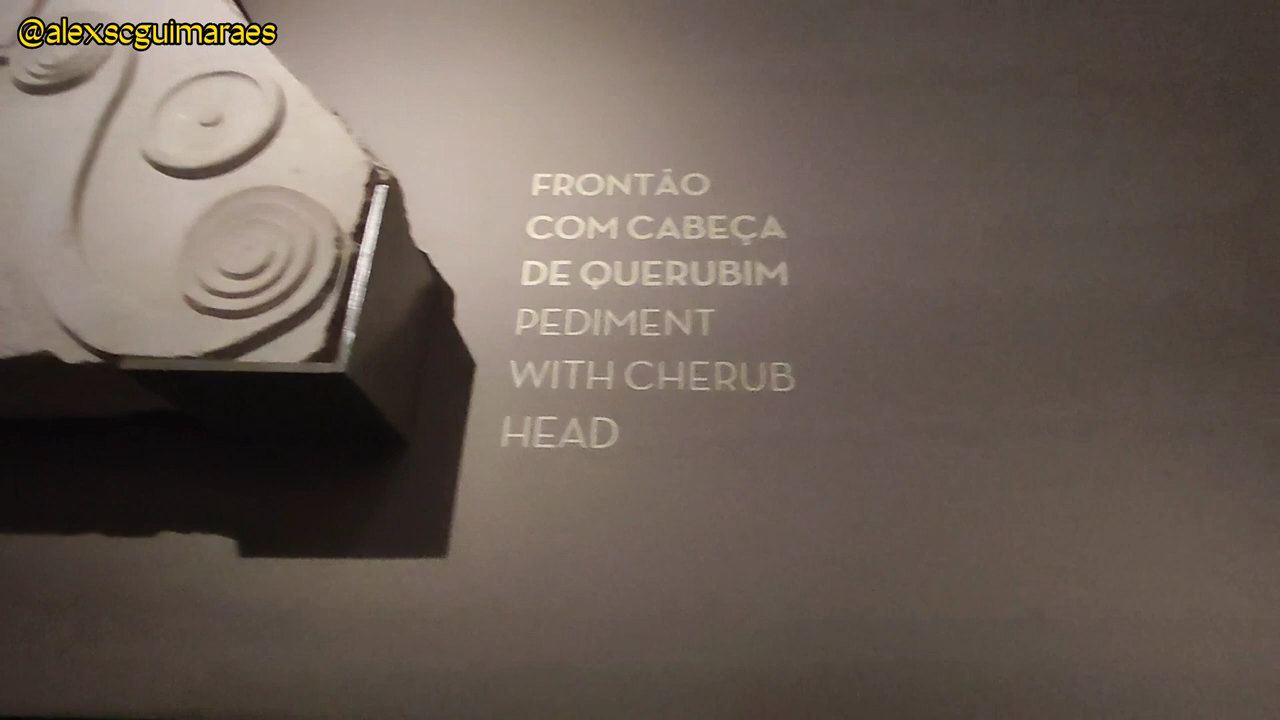 @alexscguimaraes
FRONTÃO
COM CABEÇA
DE QUERUBIM
PEDIMENT
WITH CHERUB
HEAD